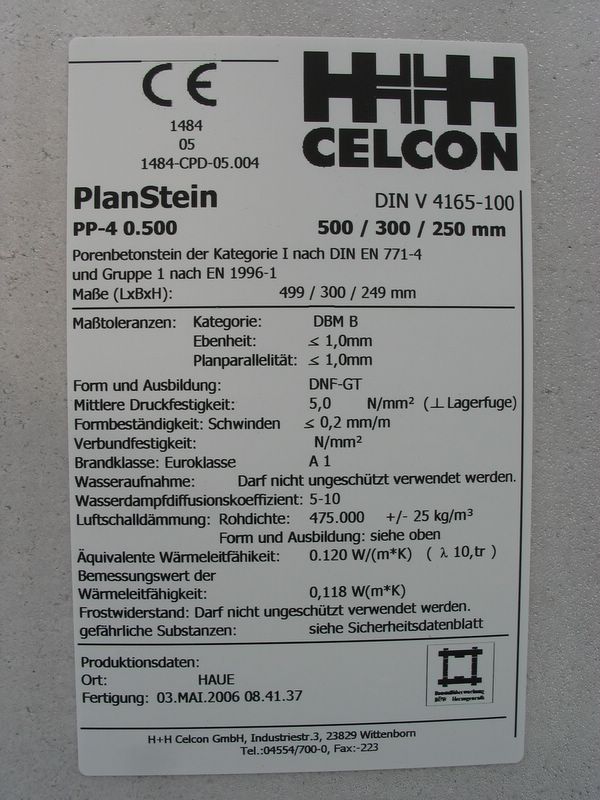 CE
H+H
CELCON
1484
05
1484-CPD-05.004
PlanStein DIN V 4165-100
PP-4 0.500 500 / 300 / 250 mm
Porenbetonstein der Kategorie I nach DIN EN 771-4
und Gruppe 1 nach EN 1996-1
Maße (LxBxH): 499 / 300 / 249 mm
Maßtoleranzen: Kategorie: DBM B
Ebenheit: ≤ 1,0mm
Planparallelität: ≤ 1,0mm
Form und Ausbildung: DNF-GT
Mittlere Druckfestigkeit: 5,0 N/mm² (⊥Lagerfuge)
Formbeständigkeit: Schwinden ≤ 0,2 mm/m
Verbundfestigkeit: N/mm²
Brandklasse: Euroklasse A 1
Wasseraufnahme: Darf nicht ungeschützt verwendet werden.
Wasserdampfdiffusionskoeffizient: 5-10
Luftschalldämmung: Rohdichte: 475.000 +/- 25 kg/m³
Form und Ausbildung: siehe oben
Äquivalente Wärmeleitfähikeit: 0.120 W/(m*K) ( λ 10,tr )
Bemessungswert der
Wärmeleitfähigkeit: 0,118 W(m*K)
Frostwiderstand: Darf nicht ungeschützt verwendet werden.
gefährliche Substanzen: siehe Sicherheitsdatenblatt
Produktionsdaten:
Ort: HAUE
Fertigung: 03.MAI.2006 08.41.37
H+H Celcon GmbH, Industriestr.3, 23829 Wittenborn
Tel.:04554/700-0, Fax:-223